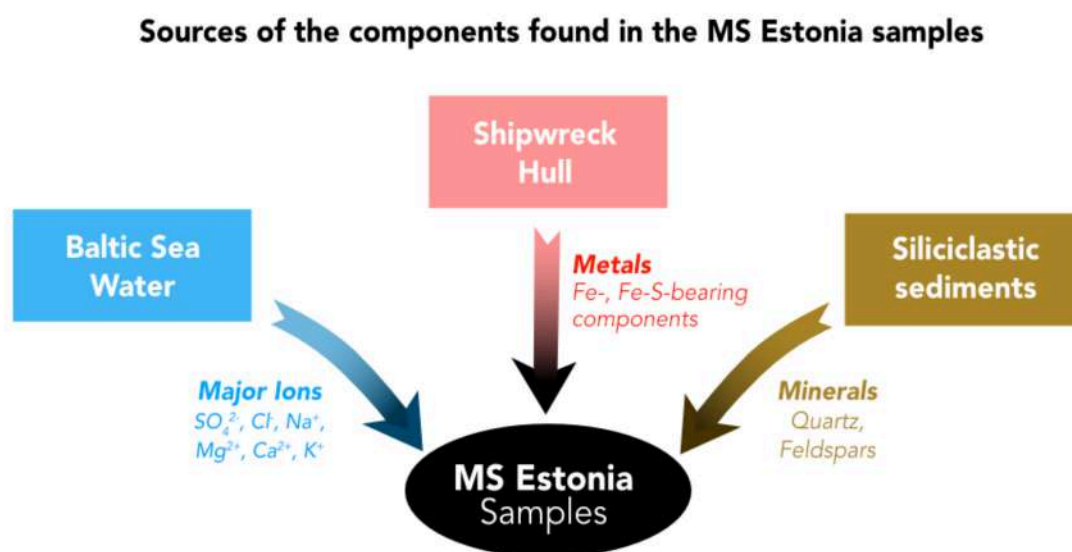 Sources of the components found in the MS Estonia samples
Shipwreck
Hull
Baltic Sea
Water
Siliciclastic
sediments
Metals
Fe-, Fe-S-bearing
components
Major Ions
SO₄²⁻, Cl⁻, Na⁺,
Mg²⁺, Ca²⁺, K⁺
Minerals
Quartz,
Feldspars
MS Estonia
Samples